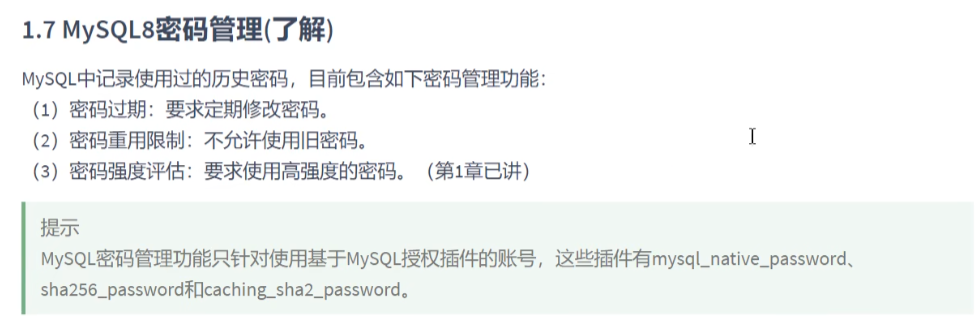 1.7 MySQL8密码管理(了解)
MySQL中记录使用过的历史密码，目前包含如下密码管理功能：
（1）密码过期：要求定期修改密码。
（2）密码重用限制：不允许使用旧密码。
（3）密码强度评估：要求使用高强度的密码。（第1章已讲）
提示
MySQL密码管理功能只针对使用基于MySQL授权插件的账号，这些插件有mysql_native_password、
sha256_password和caching_sha2_password。